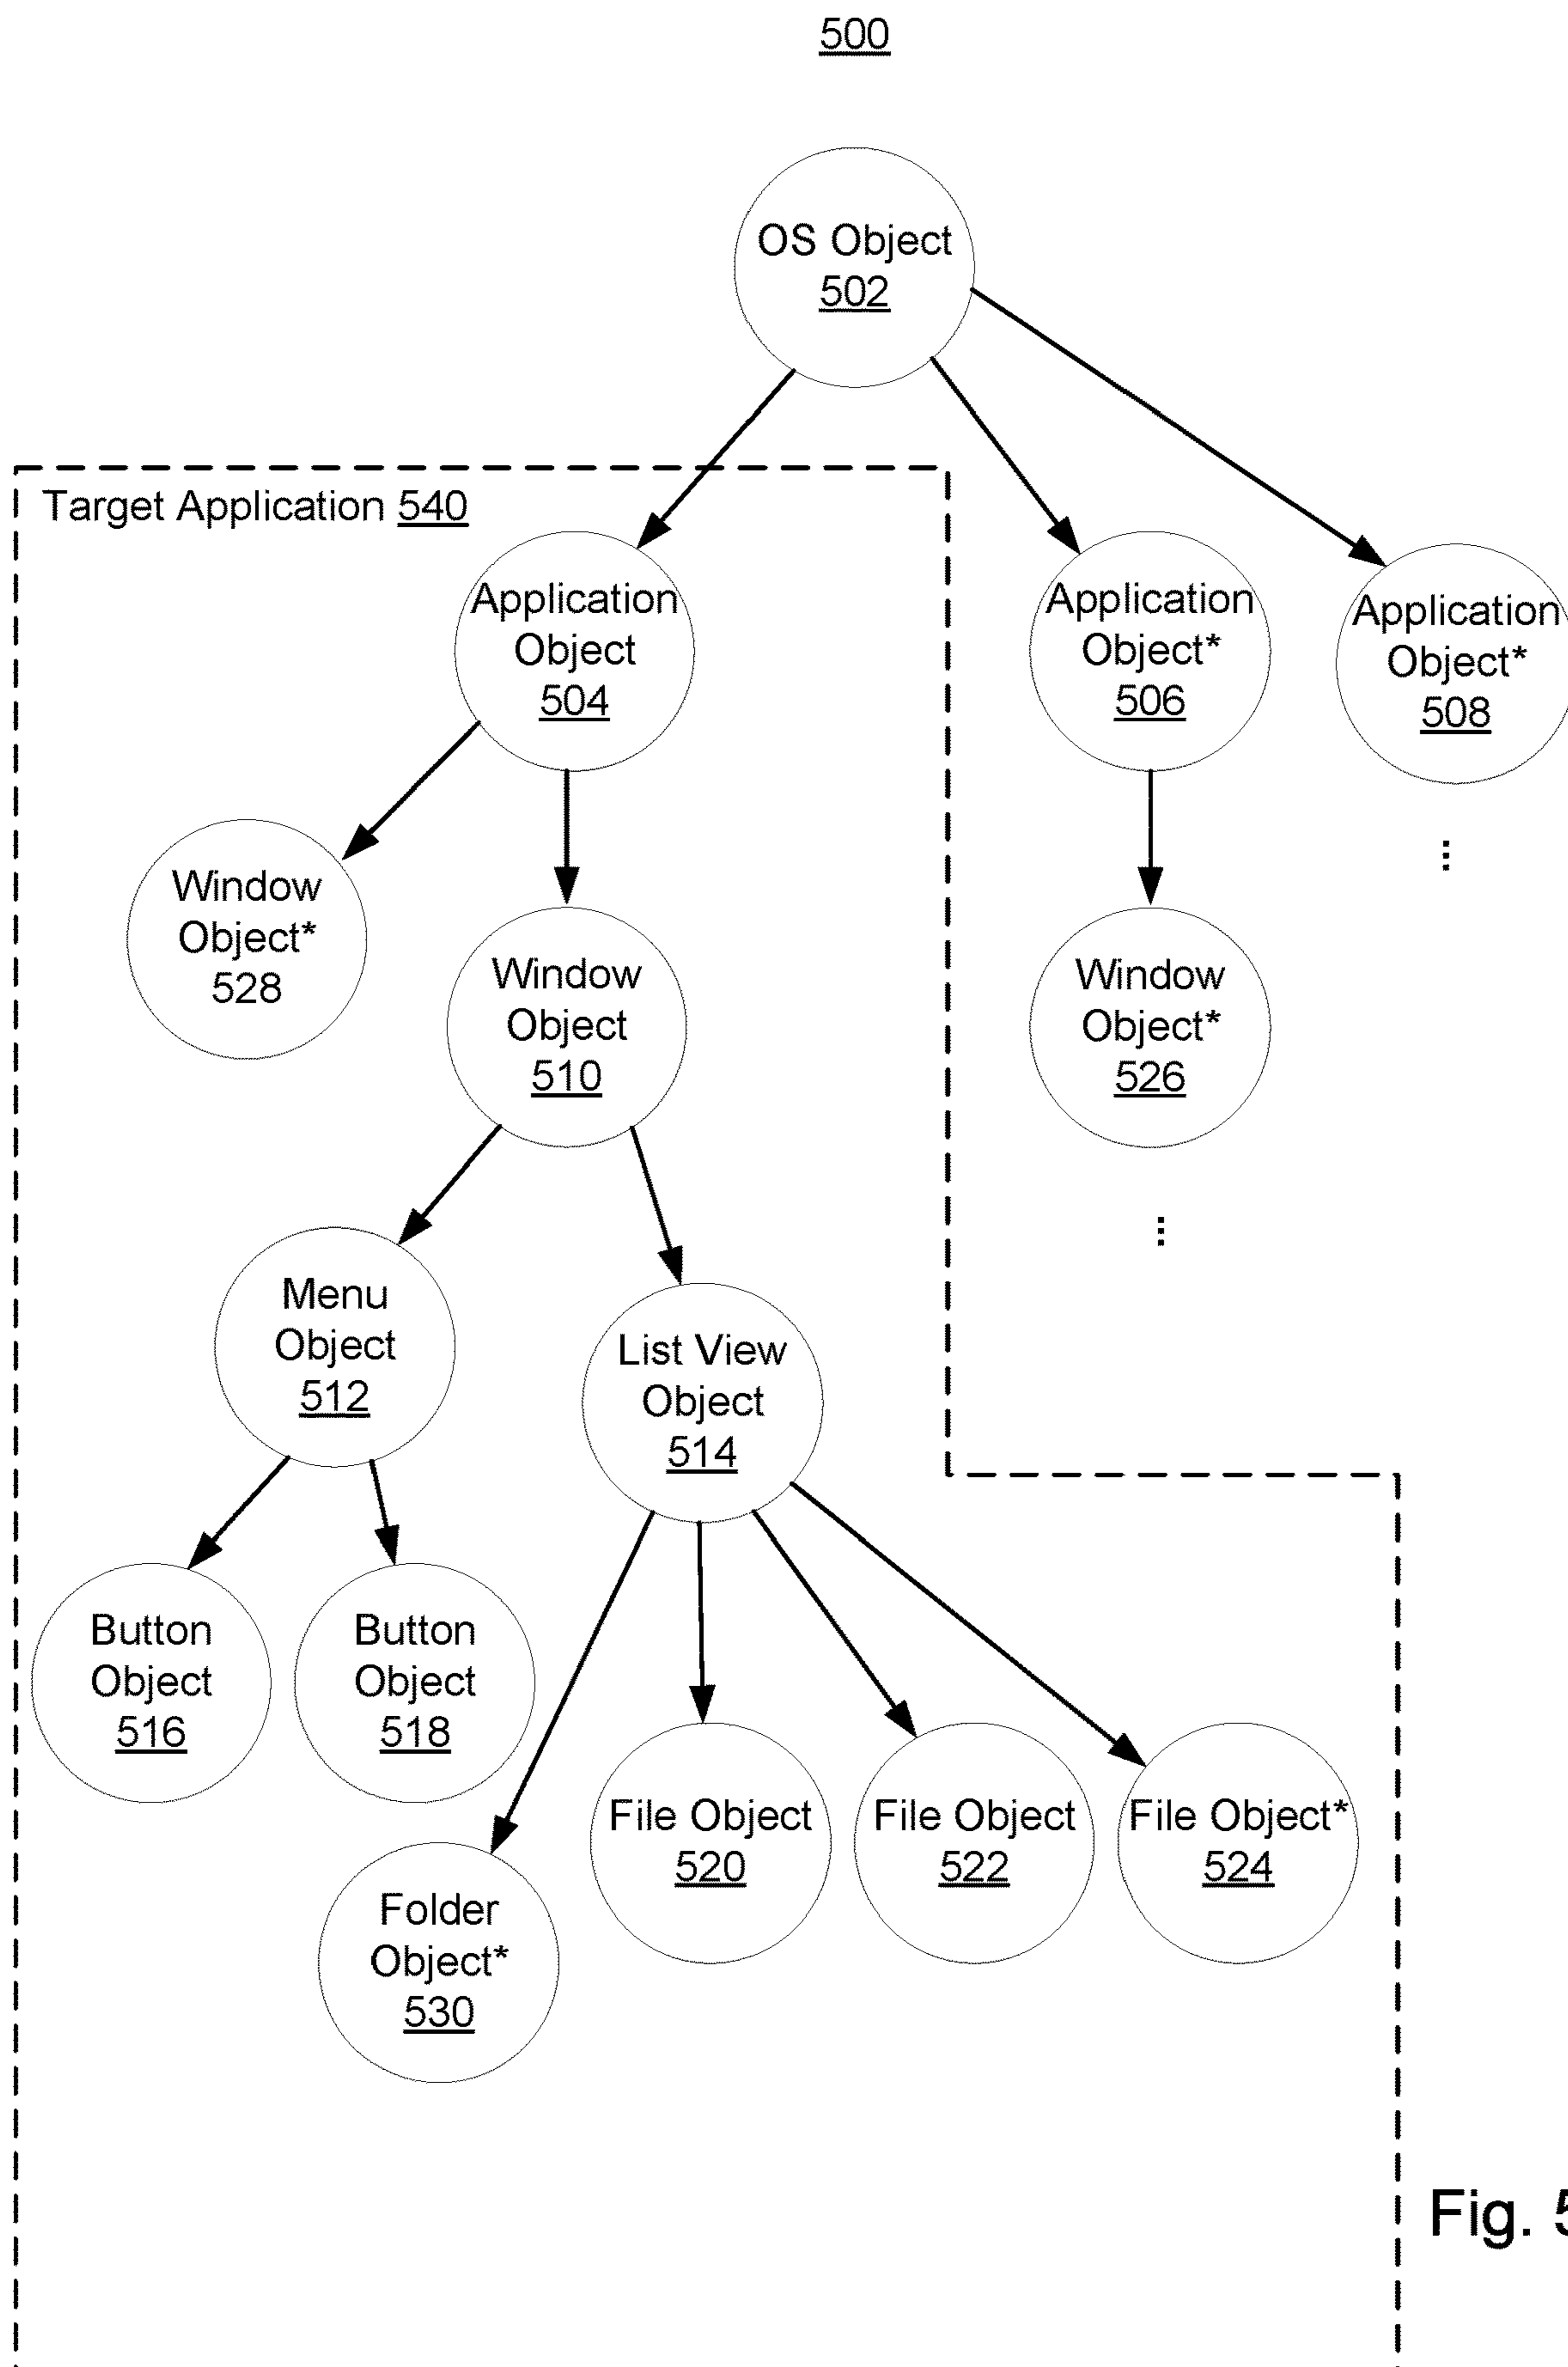 500
OS Object
502
Target Application 540
Application
Object
504
Application
Object*
506
Application
Object*
508
Window
Object*
528
Window
Object
510
Window
Object*
526
...
...
Menu
Object
512
List View
Object
514
Button
Object
516
Button
Object
518
File Object
520
File Object
522
File Object*
524
Folder
Object*
530
Fig. 5